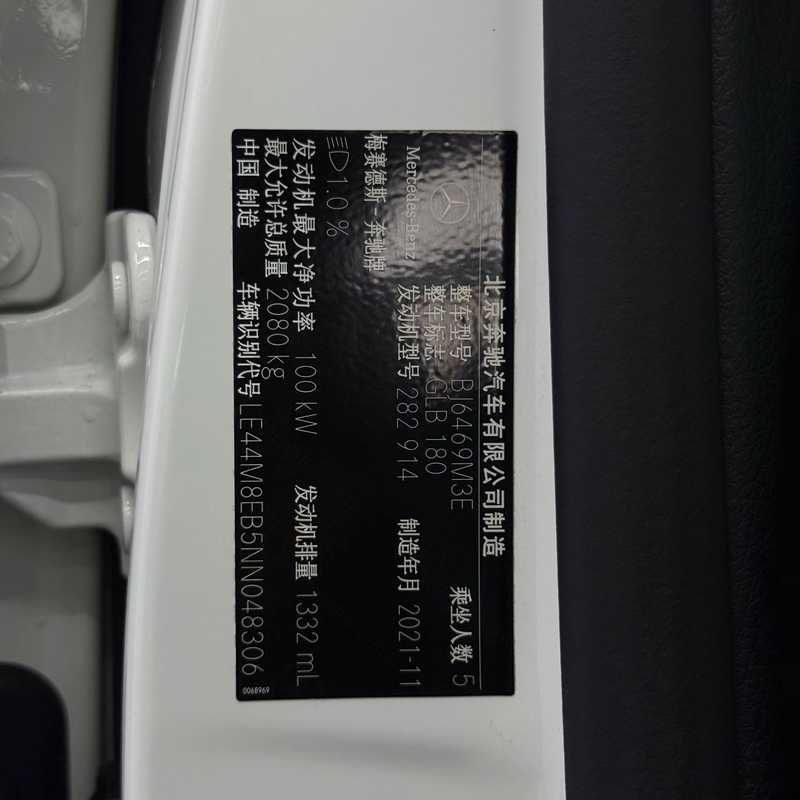 北京奔驰汽车有限公司制造
Mercedes-Benz
梅赛德斯-奔驰牌
整车型号 BJ6469M3E 乘坐人数 5
整车标志 GLB 180
发动机型号 282 914 制造年月 2021-11
1.0 %
发动机最大净功率 100 kW 发动机排量 1332 mL
最大允许总质量 2080 kg
中国 制造 车辆识别代号 LE44M8EB5NN048306
0068969